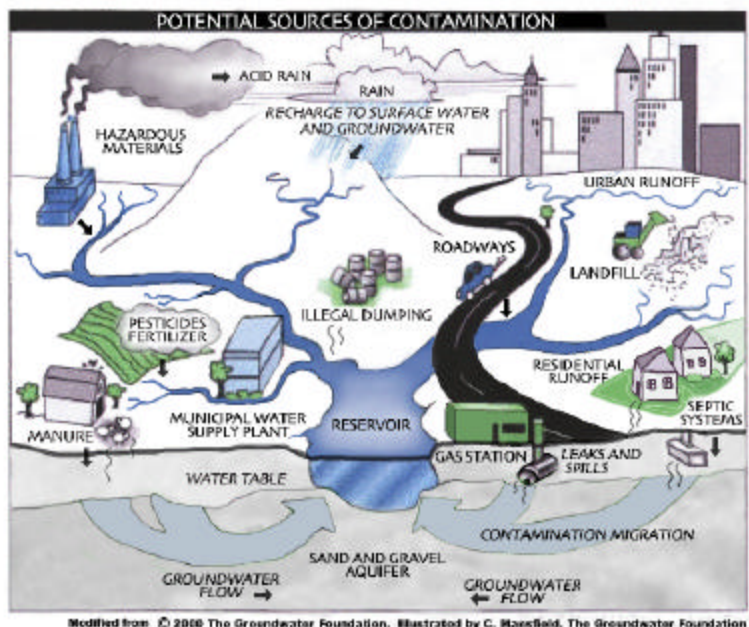 POTENTIAL SOURCES OF CONTAMINATION
ACID RAIN
RAIN
RECHARGE TO SURFACE WATER
AND GROUNDWATER
HAZARDOUS
MATERIALS
URBAN RUNOFF
ROADWAYS
LANDFILL
ILLEGAL DUMPING
PESTICIDES
FERTILIZER
RESIDENTIAL
RUNOFF
SEPTIC
SYSTEMS
MUNICIPAL WATER
SUPPLY PLANT
RESERVOIR
MANURE
GAS STATION
LEAKS AND
SPILLS
WATER TABLE
CONTAMINATION MIGRATION
SAND AND GRAVEL
AQUIFER
GROUNDWATER
FLOW
GROUNDWATER
FLOW
Modified from © 2000 The Groundwater Foundation. Illustrated by C. Mansfield, The Groundwater Foundation